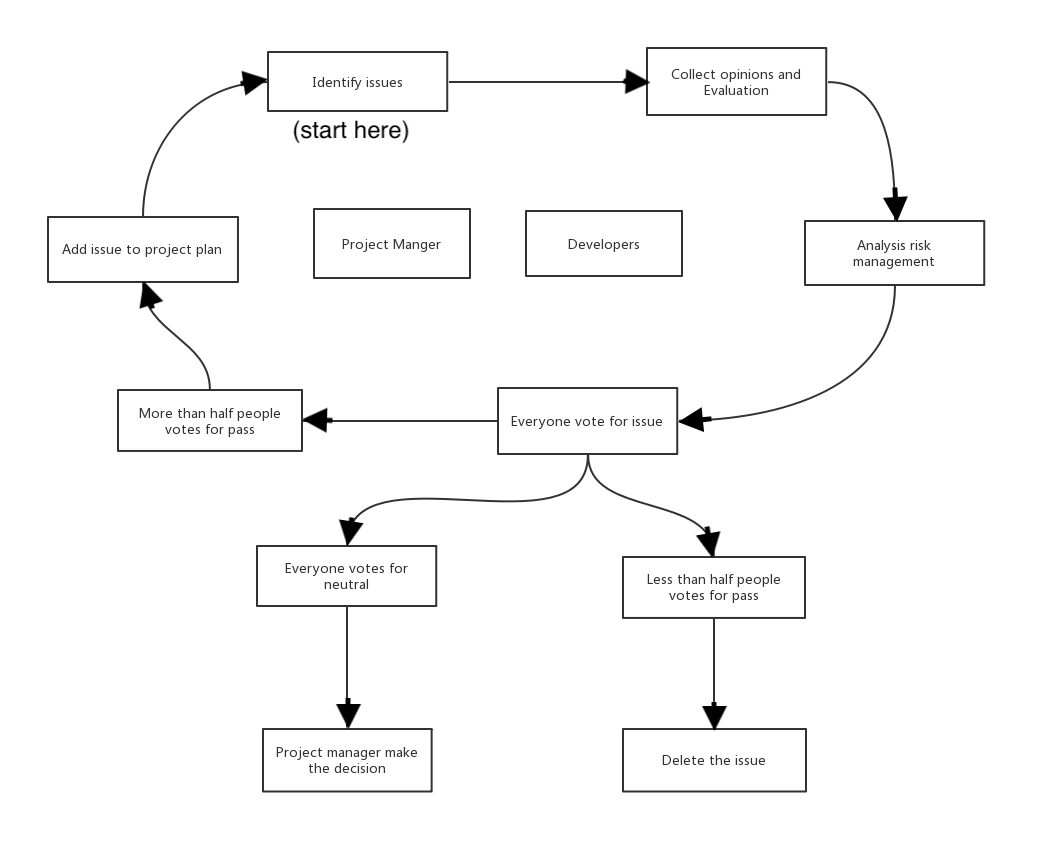 Identify issues
(start here)
Collect opinions and
Evaluation
Add issue to project plan
Project Manger
Developers
Analysis risk
management
More than half people
votes for pass
Everyone vote for issue
Everyone votes for
neutral
Less than half people
votes for pass
Project manager make
the decision
Delete the issue